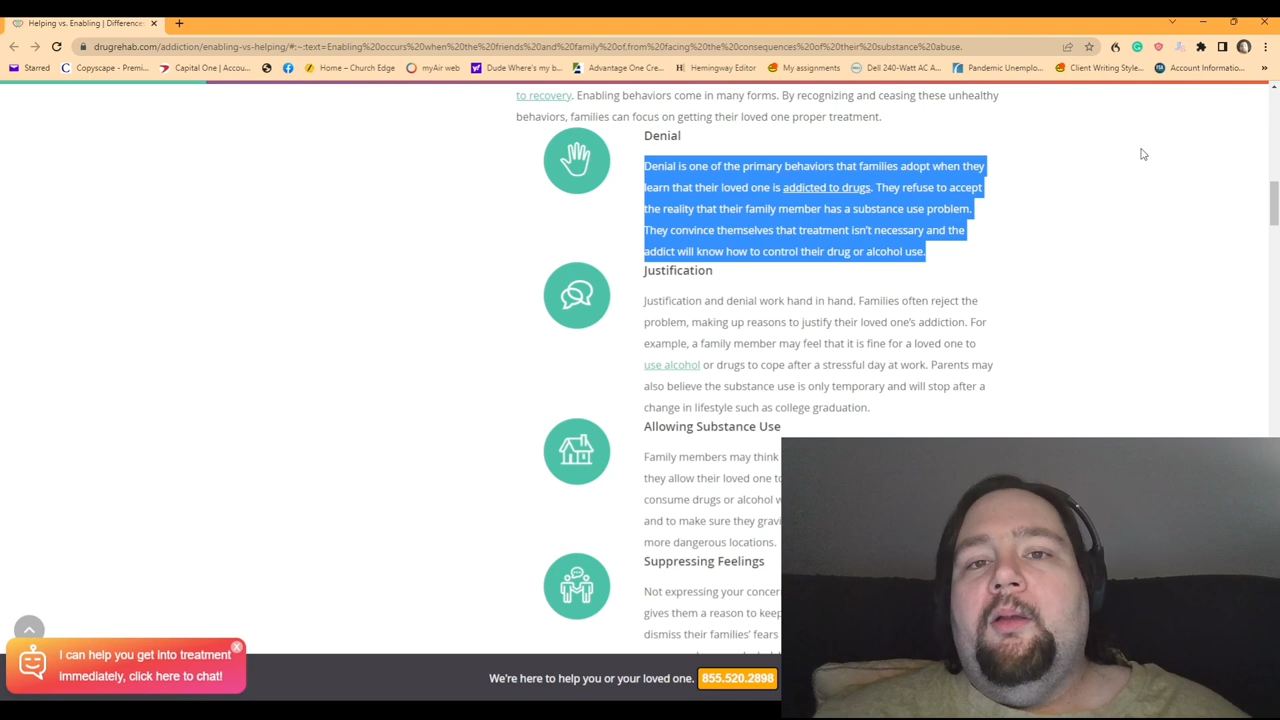 Helping vs. Enabling | Difference
drugrehab.com/addiction/enabling-vs-helping/#:~:text=Enabling%20occurs%20when%20the%20friends%20and%20family%20of,from%20facing%20the%20consequences%20of%20their%20substance%20abuse.
Starred
Copyscape - Premi...
Capital One | Accou...
Home – Church Edge
myAir web
Dude Where's my b...
Advantage One Cre...
Hemingway Editor
My assignments
Dell 240-Watt AC A...
Pandemic Unemplo...
Client Writing Style...
Account Informatio...
to recovery. Enabling behaviors come in many forms. By recognizing and ceasing these unhealthy
behaviors, families can focus on getting their loved one proper treatment.
Denial
Denial is one of the primary behaviors that families adopt when they
learn that their loved one is addicted to drugs. They refuse to accept
the reality that their family member has a substance use problem.
They convince themselves that treatment isn't necessary and the
addict will know how to control their drug or alcohol use.
Justification
Justification and denial work hand in hand. Families often reject the
problem, making up reasons to justify their loved one's addiction. For
example, a family member may feel that it is fine for a loved one to
use alcohol or drugs to cope after a stressful day at work. Parents may
also believe the substance use is only temporary and will stop after a
change in lifestyle such as college graduation.
Allowing Substance Use
Family members may think
they allow their loved one to
consume drugs or alcohol
and to make sure they
more dangerous locations.
Suppressing Feelings
Not expressing your
gives them a reason to keep
dismiss their families' fears
I can help you get into treatment
immediately, click here to chat!
We're here to help you or your loved one. 855.520.2898